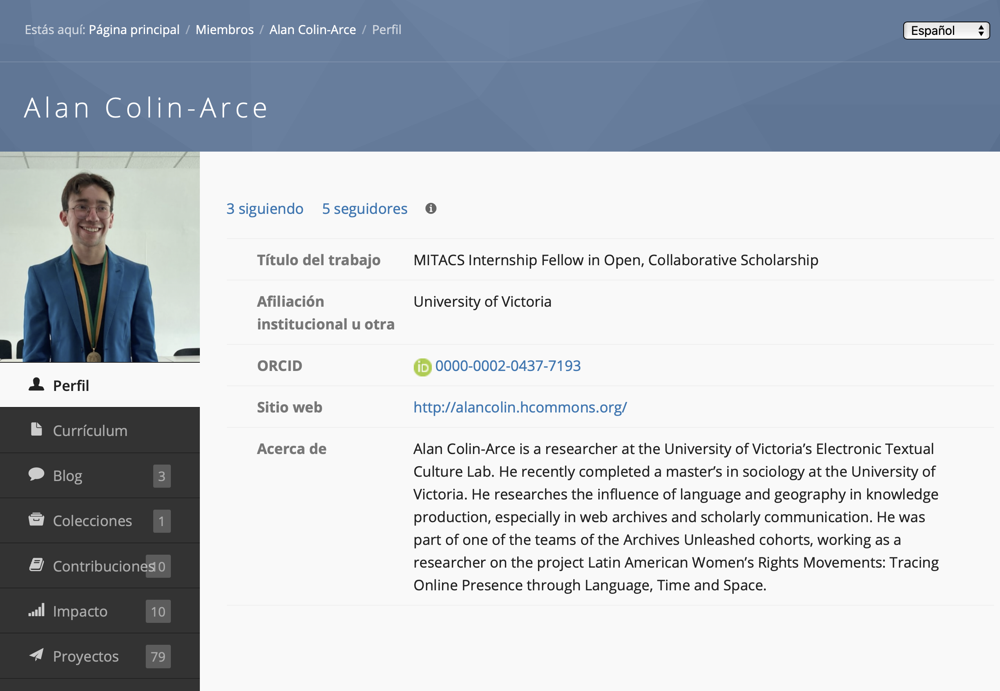 Estás aquí: Página principal / Miembros / Alan Colin-Arce / Perfil
Español
Alan Colin-Arce
3 siguiendo 5 seguidores
Título del trabajo MITACS Internship Fellow in Open, Collaborative Scholarship
Afiliación institucional u otra University of Victoria
ORCID iD 0000-0002-0437-7193
Sitio web http://alancolin.hcommons.org/
Acerca de
Alan Colin-Arce is a researcher at the University of Victoria’s Electronic Textual
Culture Lab. He recently completed a master’s in sociology at the University of
Victoria. He researches the influence of language and geography in knowledge
production, especially in web archives and scholarly communication. He was
part of one of the teams of the Archives Unleashed cohorts, working as a
researcher on the project Latin American Women’s Rights Movements: Tracing
Online Presence through Language, Time and Space.
Perfil
Currículum
Blog 3
Colecciones 1
Contribuciones 10
Impacto 10
Proyectos 79